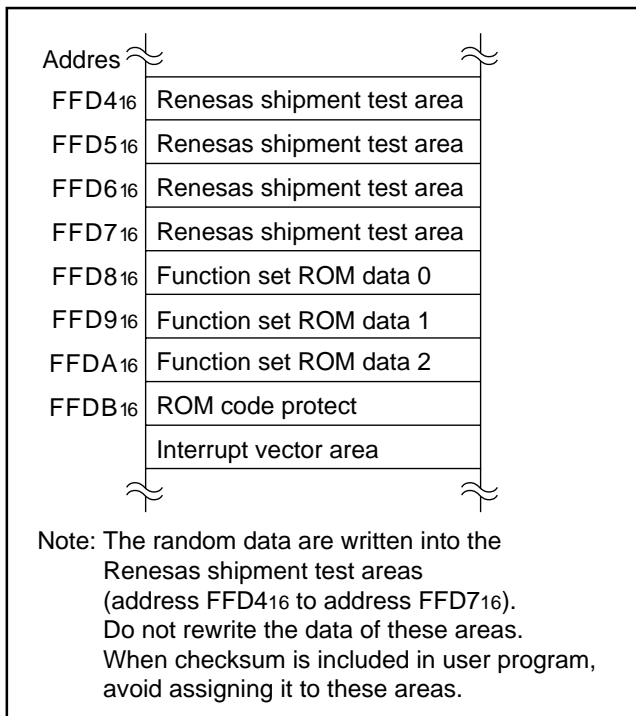 Addres
FFD416 Renesas shipment test area
FFD516 Renesas shipment test area
FFD616 Renesas shipment test area
FFD716 Renesas shipment test area
FFD816 Function set ROM data 0
FFD916 Function set ROM data 1
FFDA16 Function set ROM data 2
FFDB16 ROM code protect
Interrupt vector area
Note: The random data are written into the
Renesas shipment test areas
(address FFD416 to address FFD716).
Do not rewrite the data of these areas.
When checksum is included in user program,
avoid assigning it to these areas.